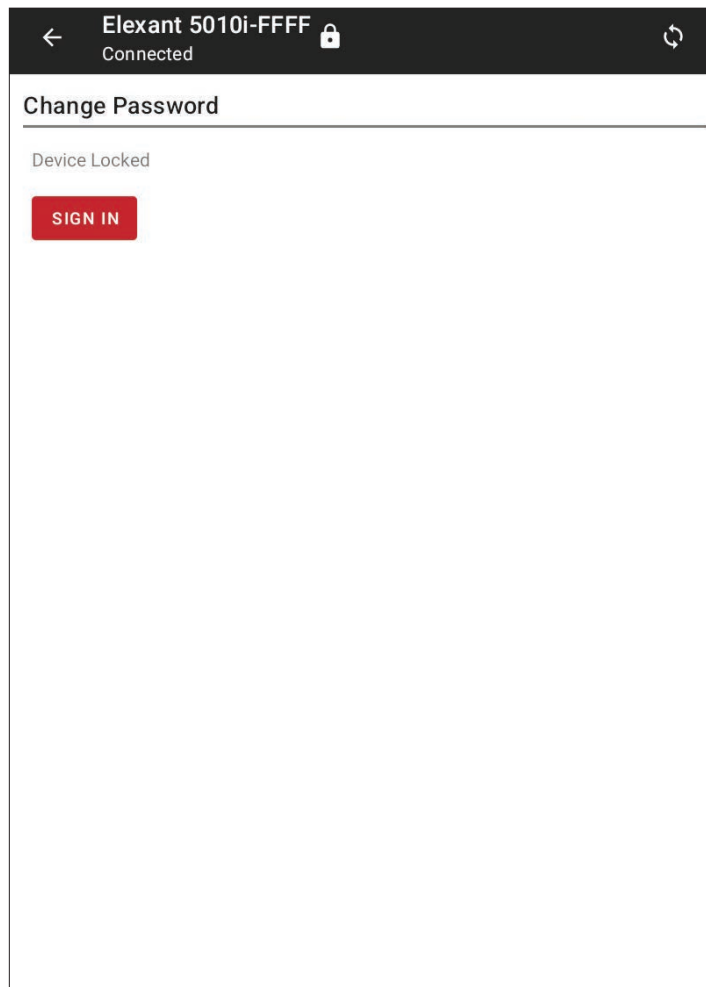 Elexant 5010i-FFFF
Connected
Change Password
Device Locked
SIGN IN